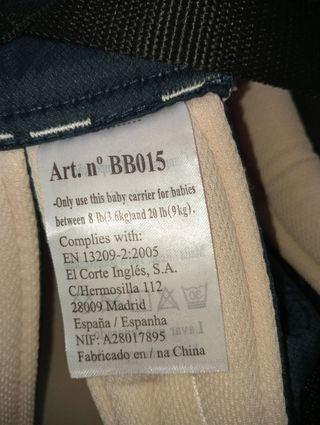 Art. nº BB015
-Only use this baby carrier for babies
between 8 lb(3.6kg)and 20 lb(9kg).
Complies with:
EN 13209-2:2005
El Corte Inglés, S.A.
C/Hermosilla 112
28009 Madrid
España / Espanha
NIF: A28017895
Fabricado en / na China